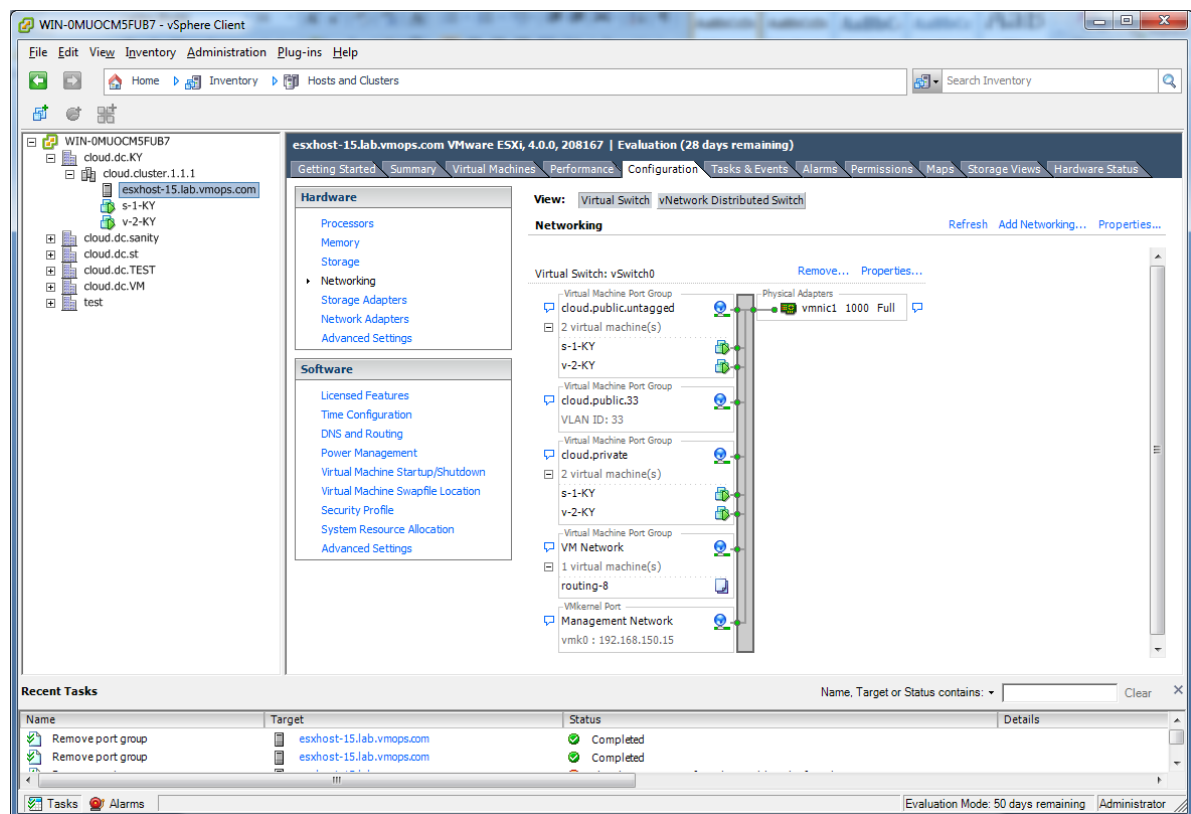 WIN-0MUOCM5FUB7 - vSphere Client
File Edit View Inventory Administration Plug-ins Help
Home Inventory Hosts and Clusters
Search Inventory
WIN-0MUOCM5FUB7
cloud.dc.KY
cloud.cluster.1.1.1
esxhost-15.lab.vmops.com
s-1-KY
v-2-KY
cloud.dc.sanity
cloud.dc.st
cloud.dc.TEST
cloud.dc.VM
test
esxhost-15.lab.vmops.com VMware ESXi, 4.0.0, 208167 | Evaluation (28 days remaining)
Getting Started Summary Virtual Machines Performance Configuration Tasks & Events Alarms Permissions Maps Storage Views Hardware Status
Hardware
Processors
Memory
Storage
Networking
Storage Adapters
Network Adapters
Advanced Settings
Software
Licensed Features
Time Configuration
DNS and Routing
Power Management
Virtual Machine Startup/Shutdown
Virtual Machine Swapfile Location
Security Profile
System Resource Allocation
Advanced Settings
View: Virtual Switch vNetwork Distributed Switch
Networking
Refresh Add Networking... Properties...
Virtual Switch: vSwitch0 Remove... Properties...
Virtual Machine Port Group
cloud.public.untagged
2 virtual machine(s)
s-1-KY
v-2-KY
Physical Adapters
vmnic1 1000 Full
Virtual Machine Port Group
cloud.public.33
VLAN ID: 33
Virtual Machine Port Group
cloud.private
2 virtual machine(s)
s-1-KY
v-2-KY
Virtual Machine Port Group
VM Network
1 virtual machine(s)
routing-8
VMkernel Port
Management Network
vmk0 : 192.168.150.15
Recent Tasks
Name, Target or Status contains: Clear
Name Target Status Details
Remove port group esxhost-15.lab.vmops.com Completed
Remove port group esxhost-15.lab.vmops.com Completed
Tasks Alarms
Evaluation Mode: 50 days remaining Administrator